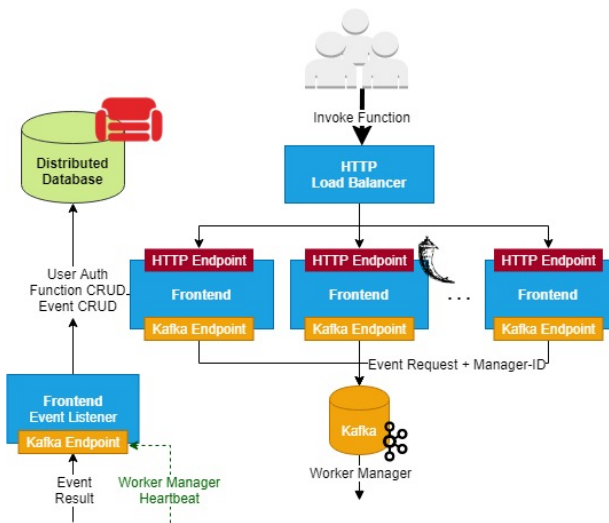 Invoke Function
HTTP
Load Balancer
Distributed
Database
HTTP Endpoint
HTTP Endpoint
HTTP Endpoint
User Auth
Function CRUD
Event CRUD
Frontend
Frontend
...
Frontend
Kafka Endpoint
Kafka Endpoint
Kafka Endpoint
Event Request + Manager-ID
Frontend
Event Listener
Kafka Endpoint
Kafka
Worker Manager
Event
Result
Worker Manager
Heartbeat